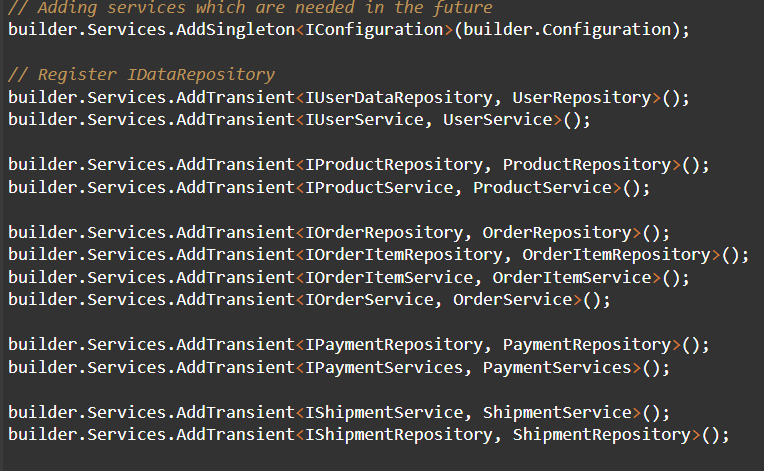 // Adding services which are needed in the future
builder.Services.AddSingleton<IConfiguration>(builder.Configuration);
// Register IDataRepository
builder.Services.AddTransient<IUserDataRepository, UserRepository>();
builder.Services.AddTransient<IUserService, UserService>();
builder.Services.AddTransient<IProductRepository, ProductRepository>();
builder.Services.AddTransient<IProductService, ProductService>();
builder.Services.AddTransient<IOrderRepository, OrderRepository>();
builder.Services.AddTransient<IOrderItemRepository, OrderItemRepository>();
builder.Services.AddTransient<IOrderItemService, OrderItemService>();
builder.Services.AddTransient<IOrderService, OrderService>();
builder.Services.AddTransient<IPaymentRepository, PaymentRepository>();
builder.Services.AddTransient<IPaymentServices, PaymentServices>();
builder.Services.AddTransient<IShipmentService, ShipmentService>();
builder.Services.AddTransient<IShipmentRepository, ShipmentRepository>();